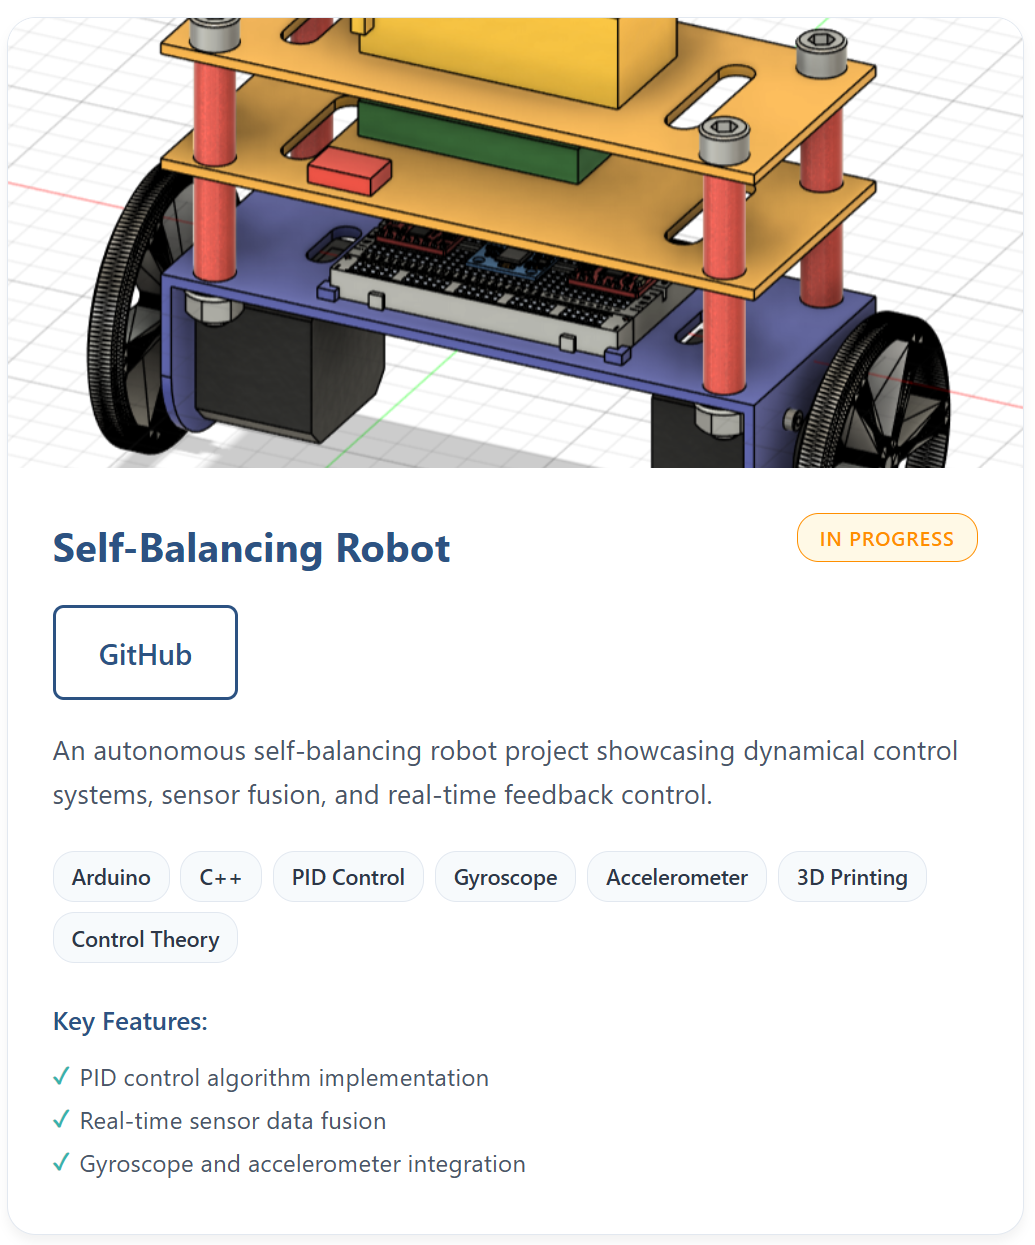 Self-Balancing Robot
IN PROGRESS
GitHub
An autonomous self-balancing robot project showcasing dynamical control
systems, sensor fusion, and real-time feedback control.
Arduino C++ PID Control Gyroscope Accelerometer 3D Printing
Control Theory
Key Features:
✓ PID control algorithm implementation
✓ Real-time sensor data fusion
✓ Gyroscope and accelerometer integration